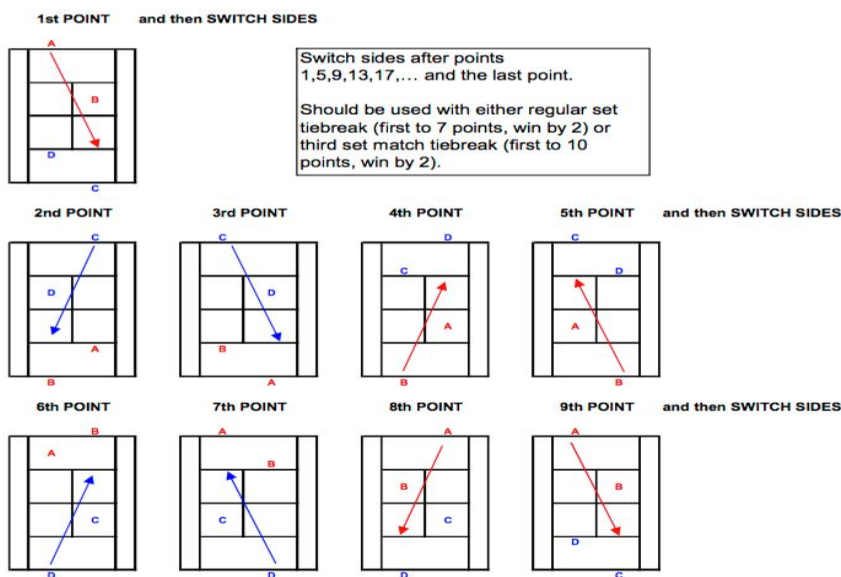 1st POINT and then SWITCH SIDES
A
B
D
C
Switch sides after points
1,5,9,13,17,... and the last point.
Should be used with either regular set
tiebreak (first to 7 points, win by 2) or
third set match tiebreak (first to 10
points, win by 2).
2nd POINT 3rd POINT 4th POINT 5th POINT and then SWITCH SIDES
C C D C
D D C D
A B A A
B A B B
6th POINT 7th POINT 8th POINT 9th POINT and then SWITCH SIDES
B A A A
A B B B
C C C D
D D D C